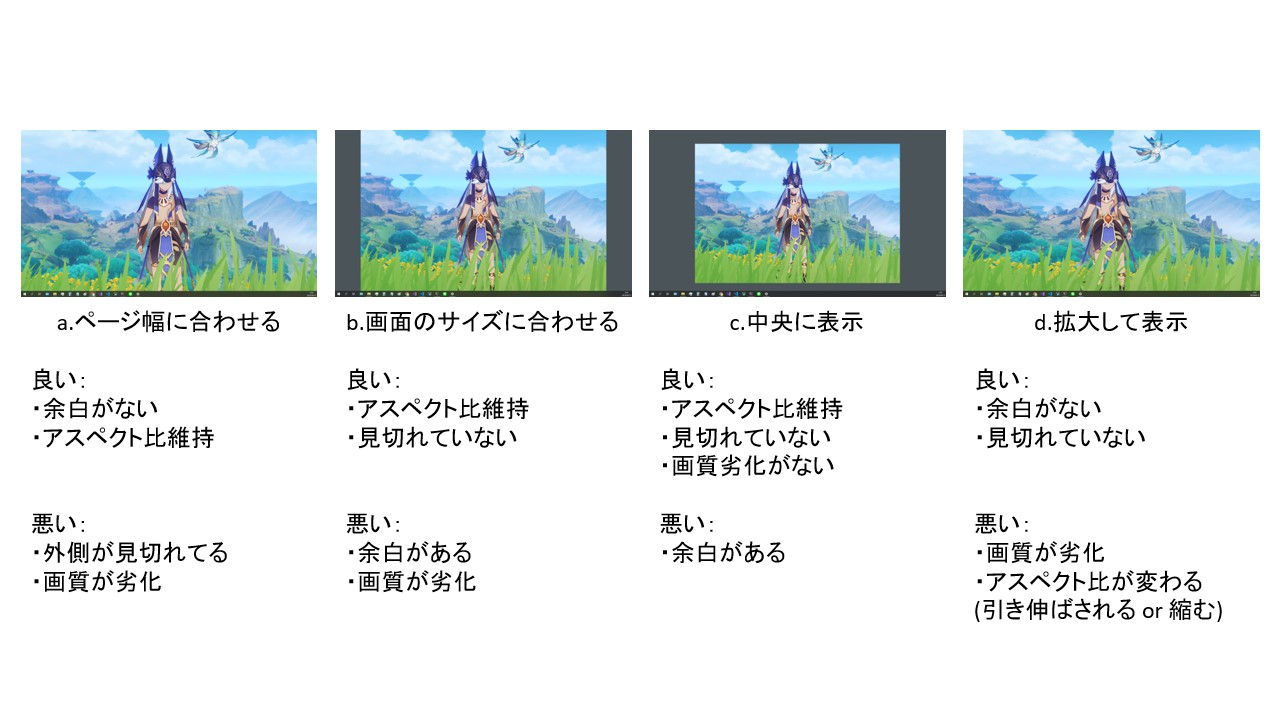 a.ページ幅に合わせる
良い:
・余白がない
・アスペクト比維持
悪い:
・外側が見切れてる
・画質が劣化
b.画面のサイズに合わせる
良い:
・アスペクト比維持
・見切れていない
悪い:
・余白がある
・画質が劣化
c.中央に表示
良い:
・アスペクト比維持
・見切れていない
・画質劣化がない
悪い:
・余白がある
d.拡大して表示
良い:
・余白がない
・見切れていない
悪い:
・画質が劣化
・アスペクト比が変わる
(引き伸ばされる or 縮む)